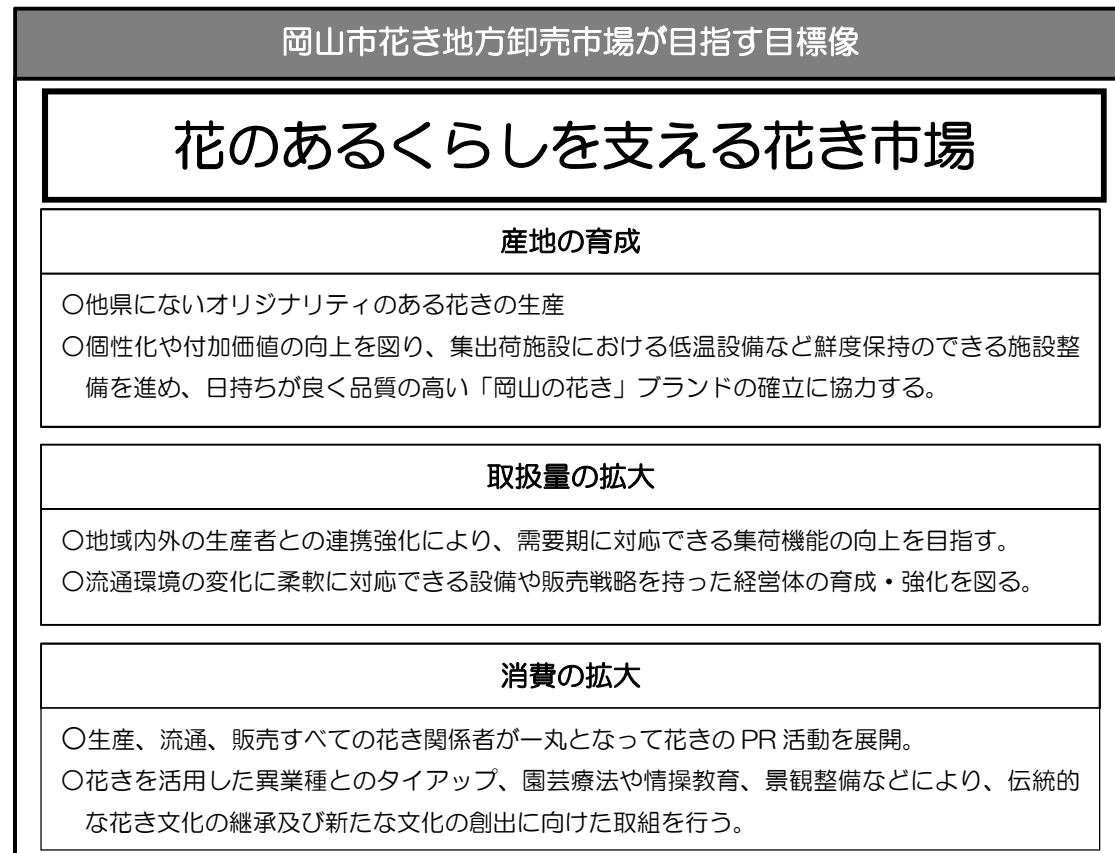 岡山市花き地方卸売市場が目指す目標像
花のあるくらしを支える花き市場
産地の育成
〇他県にないオリジナリティのある花きの生産
〇個性化や付加価値の向上を図り、集出荷施設における低温設備など鮮度保持のできる施設整
備を進め、日持ちが良く品質の高い「岡山の花き」ブランドの確立に協力する。
取扱量の拡大
〇地域内外の生産者との連携強化により、需要期に対応できる集荷機能の向上を目指す。
〇流通環境の変化に柔軟に対応できる設備や販売戦略を持った経営体の育成・強化を図る。
消費の拡大
〇生産、流通、販売すべての花き関係者が一丸となって花きの PR 活動を展開。
〇花きを活用した異業種とのタイアップ、園芸療法や情操教育、景観整備などにより、伝統的
な花き文化の継承及び新たな文化の創出に向けた取組を行う。